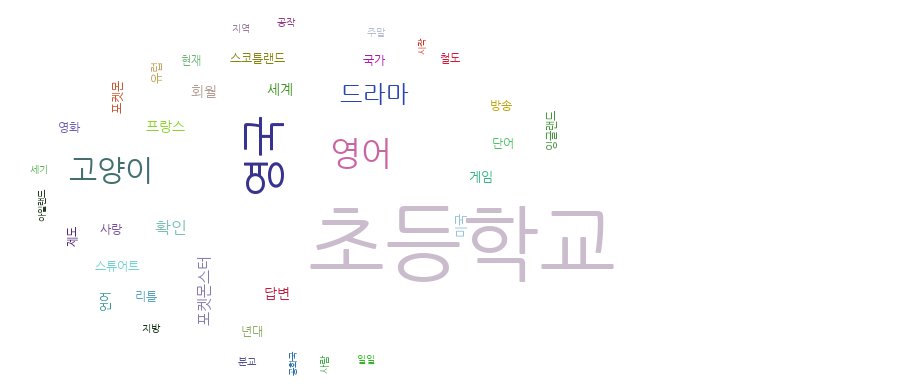 공작
지역
주말
시작
현재
스코틀랜드
국가
철도
유럽
포켓몬
회원
세계
드라마
방송
영화
프랑스
영국
영어
단어
잉글랜드
세기
고양이
게임
아일랜드
제도
사랑
확인
미국
초등학교
스튜어트
언어
리틀
포켓몬스터
답변
지방
년대
분교
공화국
사람
일일